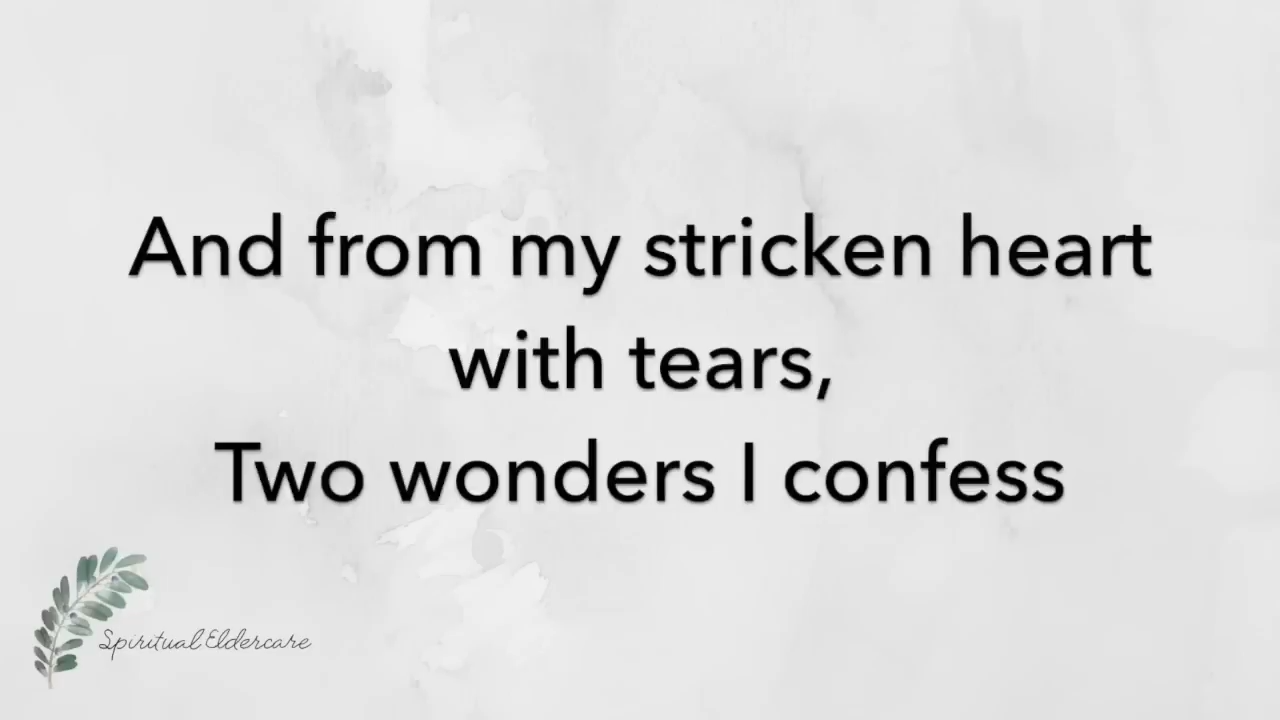 And from my stricken heart
with tears,
Two wonders I confess
Spiritual Eldercare